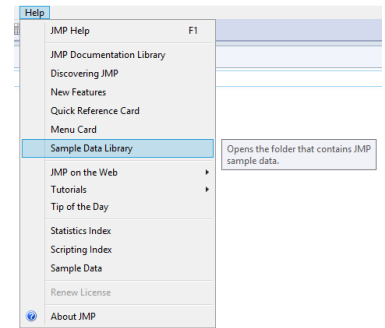 Help
JMP Help F1
JMP Documentation Library
Discovering JMP
New Features
Quick Reference Card
Menu Card
Sample Data Library
Opens the folder that contains JMP
sample data.
JMP on the Web
Tutorials
Tip of the Day
Statistics Index
Scripting Index
Sample Data
Renew License
About JMP